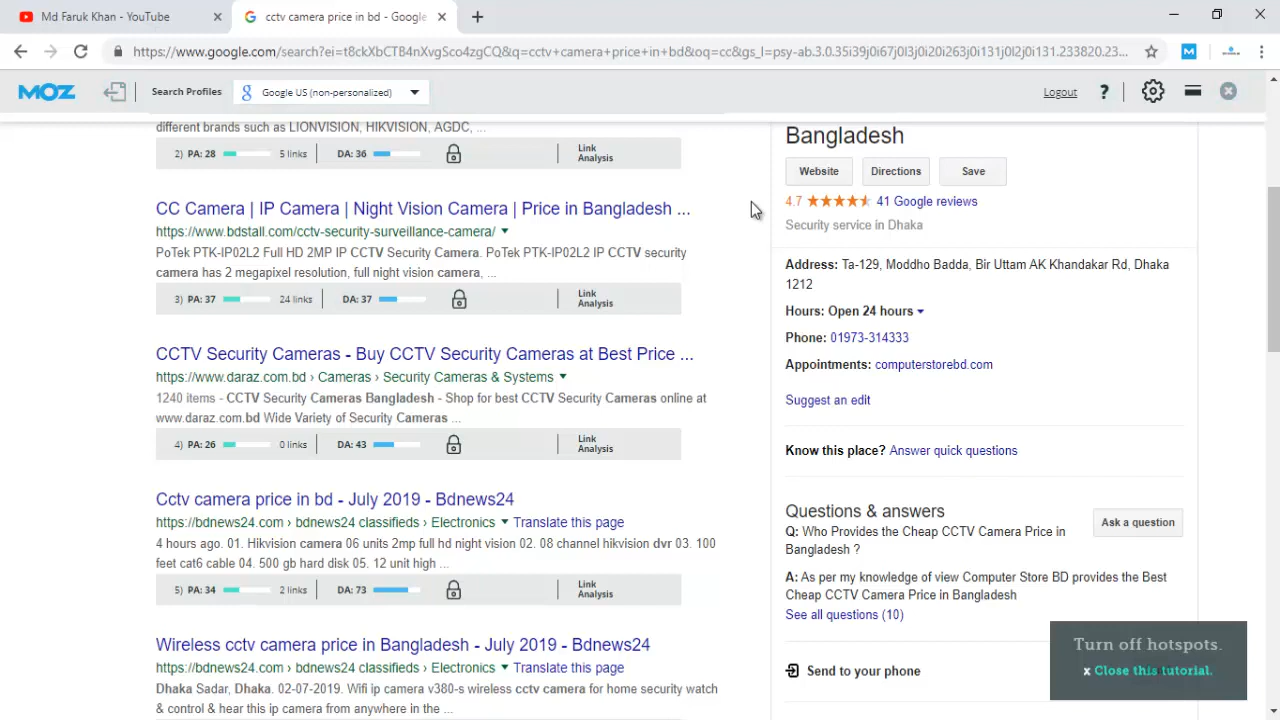 Md Faruk Khan - YouTube
cctv camera price in bd - Google
https://www.google.com/search?ei=t8ckXbCTB4nXvgSco4zgCQ&q=cctv+camera+price+in+bd&oq=cc&gs_l=psy-ab.3.0.35i39j0i67j0l3j0i20i263j0i131j0l2j0i131.233820.23...
M
MOZ
Search Profiles
Google US (non-personalized)
Logout
?
different brands such as LIONVISION, HIKVISION, AGDC, ...
2) PA: 28 5 links DA: 36 Link
Analysis
CC Camera | IP Camera | Night Vision Camera | Price in Bangladesh ...
https://www.bdstall.com/cctv-security-surveillance-camera/
PoTek PTK-IP02L2 Full HD 2MP IP CCTV Security Camera. PoTek PTK-IP02L2 IP CCTV security
camera has 2 megapixel resolution, full night vision camera, ...
3) PA: 37 24 links DA: 37 Link
Analysis
CCTV Security Cameras - Buy CCTV Security Cameras at Best Price ...
https://www.daraz.com.bd › Cameras › Security Cameras & Systems
1240 items - CCTV Security Cameras Bangladesh - Shop for best CCTV Security Cameras online at
www.daraz.com.bd Wide Variety of Security Cameras ...
4) PA: 26 0 links DA: 43 Link
Analysis
Cctv camera price in bd - July 2019 - Bdnews24
https://bdnews24.com › bdnews24 classifieds › Electronics Translate this page
4 hours ago. 01. Hikvision camera 06 units 2mp full hd night vision 02. 08 channel hikvision dvr 03. 100
feet cat6 cable 04. 500 gb hard disk 05. 12 unit high ...
5) PA: 34 2 links DA: 73 Link
Analysis
Wireless cctv camera price in Bangladesh - July 2019 - Bdnews24
https://bdnews24.com › bdnews24 classifieds › Electronics Translate this page
Dhaka Sadar, Dhaka. 02-07-2019. Wifi ip camera v380-s wireless cctv camera for home security watch
& control & hear this ip camera from anywhere in the ...
Bangladesh
Website Directions Save
4.7 41 Google reviews
Security service in Dhaka
Address: Ta-129, Moddho Badda, Bir Uttam AK Khandakar Rd, Dhaka
1212
Hours: Open 24 hours
Phone: 01973-314333
Appointments: computerstorebd.com
Suggest an edit
Know this place? Answer quick questions
Questions & answers
Ask a question
Q: Who Provides the Cheap CCTV Camera Price in
Bangladesh ?
A: As per my knowledge of view Computer Store BD provides the Best
Cheap CCTV Camera Price in Bangladesh
See all questions (10)
Send to your phone
Turn off hotspots.
x Close this tutorial.